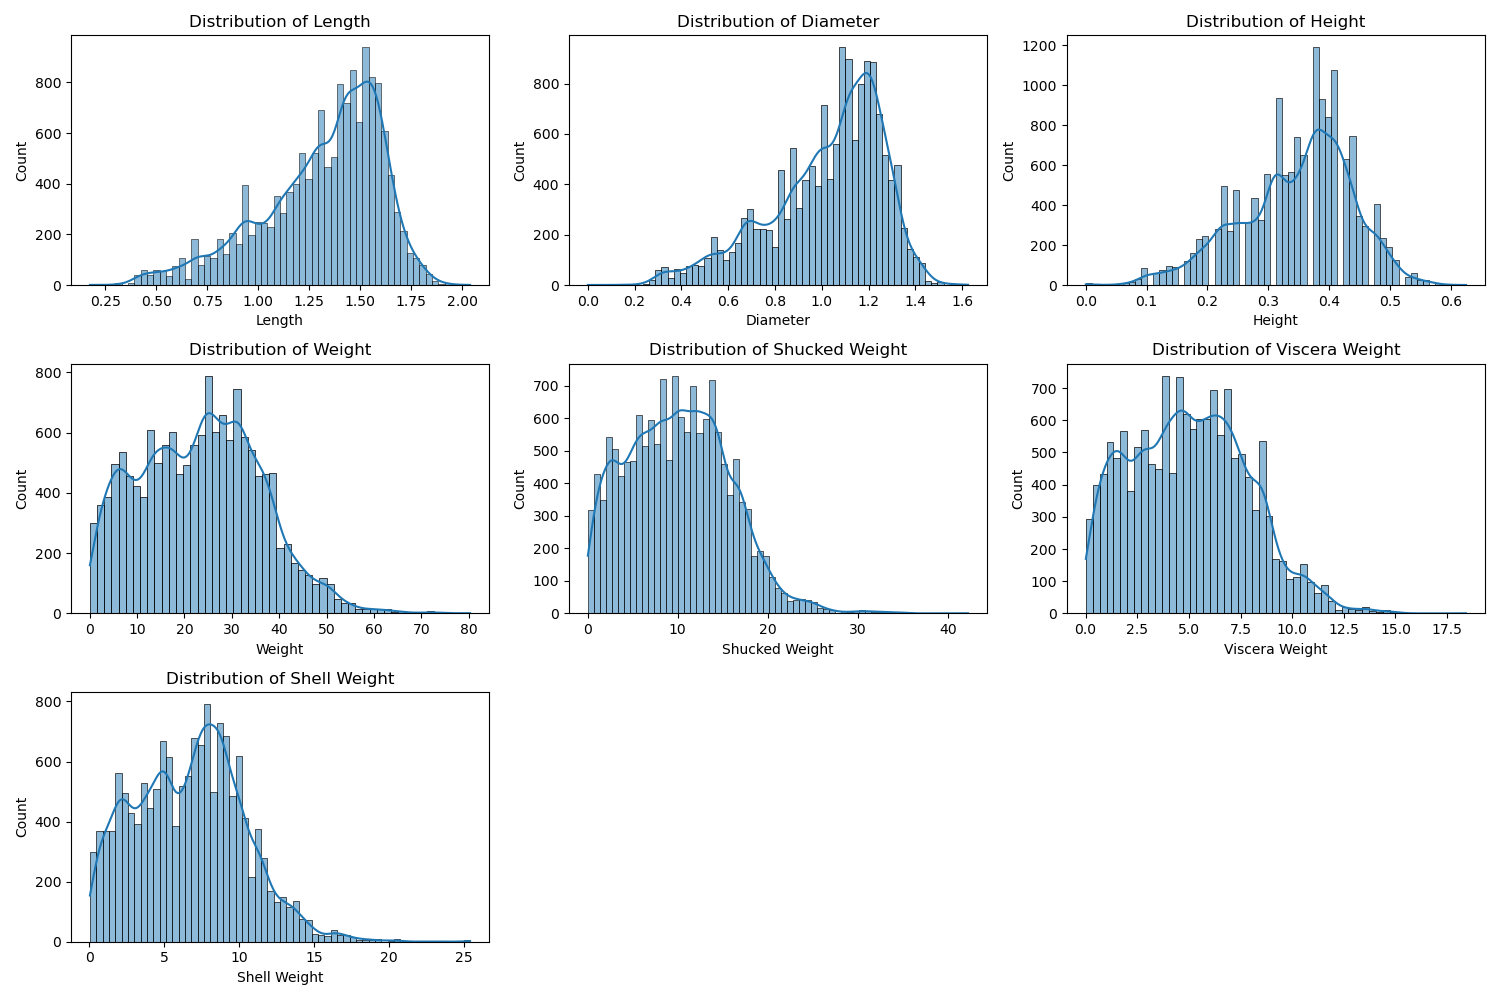 Distribution of Length
Count
800
600
400
200
0
0.25 0.50 0.75 1.00 1.25 1.50 1.75 2.00
Length
Distribution of Diameter
Count
800
600
400
200
0
0.0 0.2 0.4 0.6 0.8 1.0 1.2 1.4 1.6
Diameter
Distribution of Height
Count
1200
1000
800
600
400
200
0
0.0 0.1 0.2 0.3 0.4 0.5 0.6
Height
Distribution of Weight
Count
800
600
400
200
0
0 10 20 30 40 50 60 70 80
Weight
Distribution of Shucked Weight
Count
700
600
500
400
300
200
100
0
0 10 20 30 40
Shucked Weight
Distribution of Viscera Weight
Count
700
600
500
400
300
200
100
0
0.0 2.5 5.0 7.5 10.0 12.5 15.0 17.5
Viscera Weight
Distribution of Shell Weight
Count
800
600
400
200
0
0 5 10 15 20 25
Shell Weight